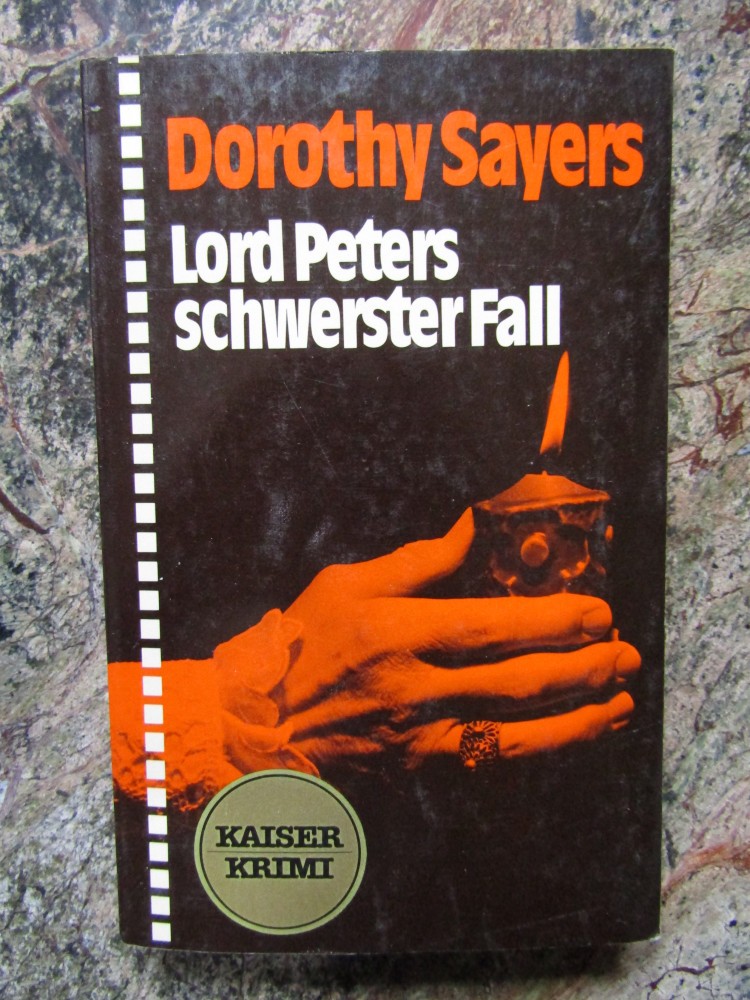 Dorothy Sayers
Lord Peters
schwerster Fall
KAISER
KRIMI